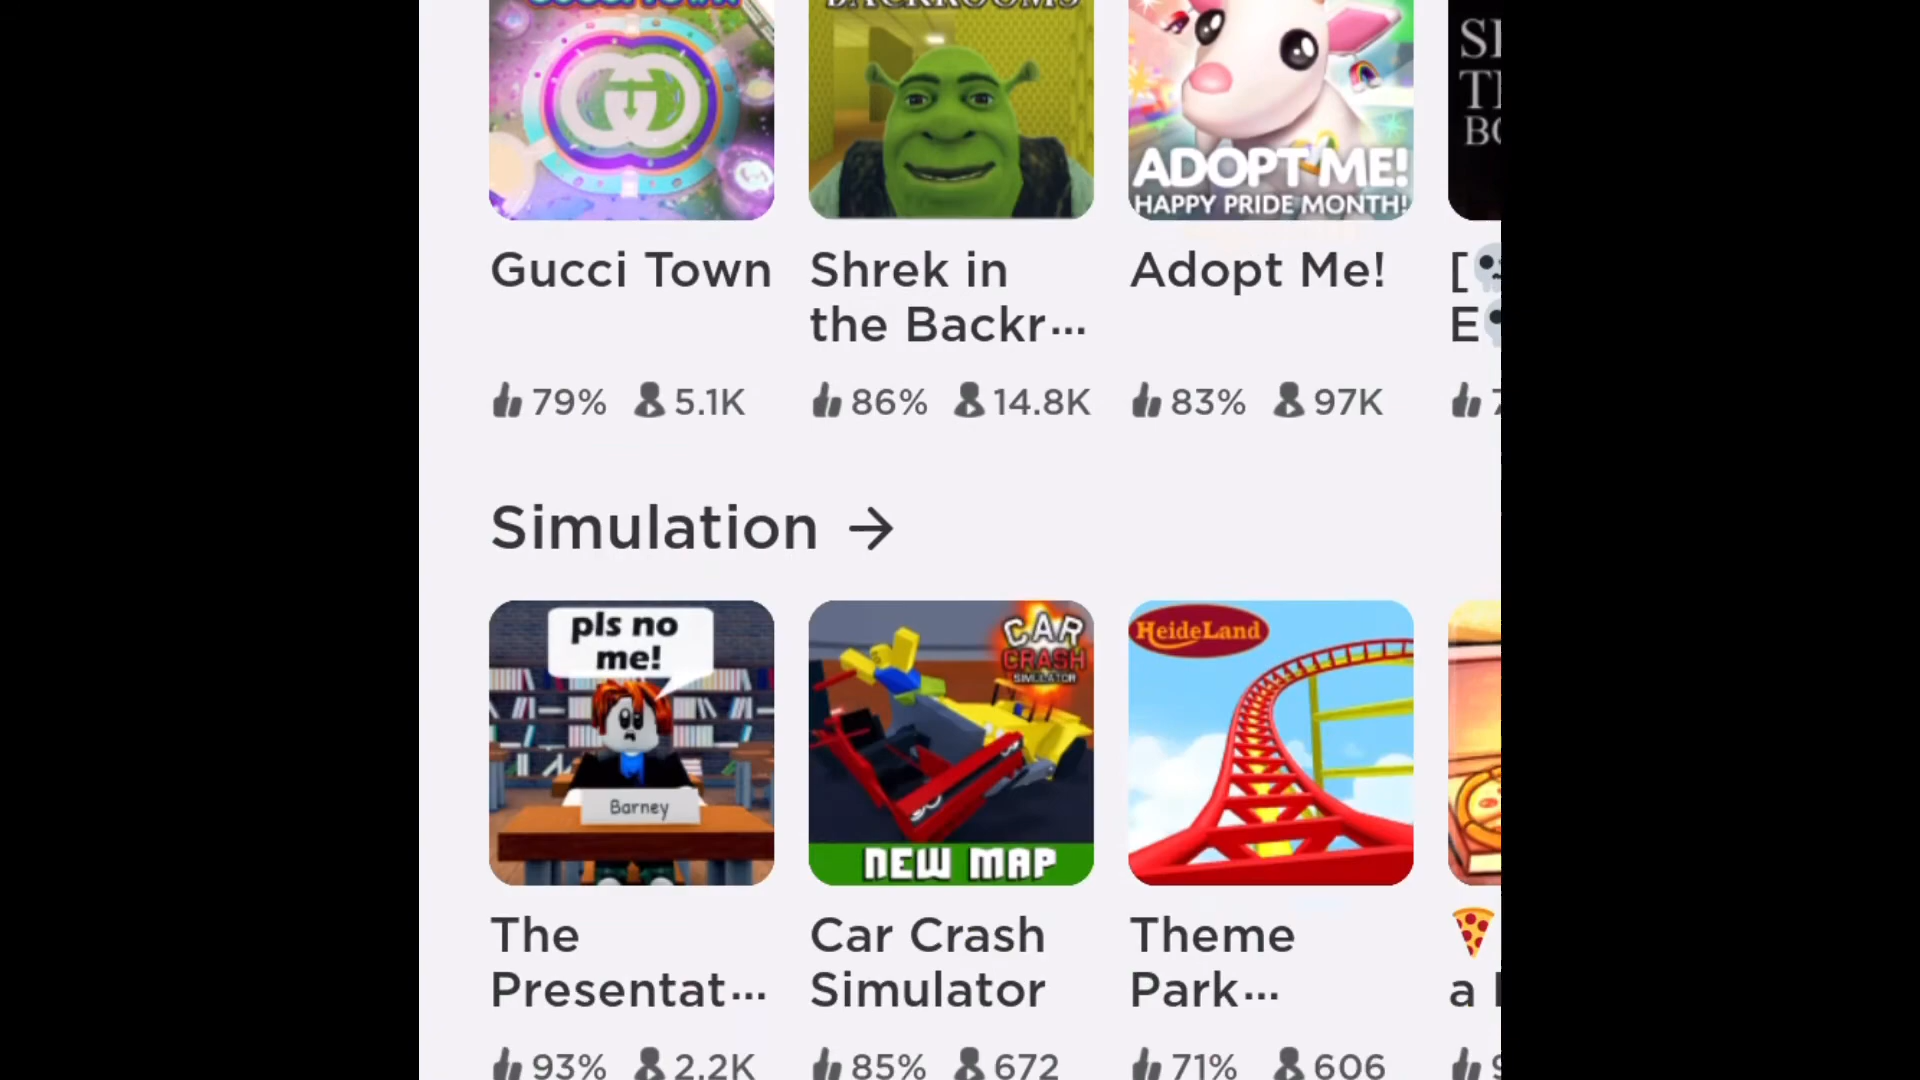 ADOPT ME!
HAPPY PRIDE MONTH!
Gucci Town
Shrek in
the Backr...
Adopt Me!
79% 5.1K
86% 14.8K
83% 97K
Simulation →
pls no
me!
Barney
CAR
CRASH
SIMULATOR
NEW MAP
HeideLand
The
Presentat...
Car Crash
Simulator
Theme
Park...
a
93% 2.2K
85% 672
71% 606